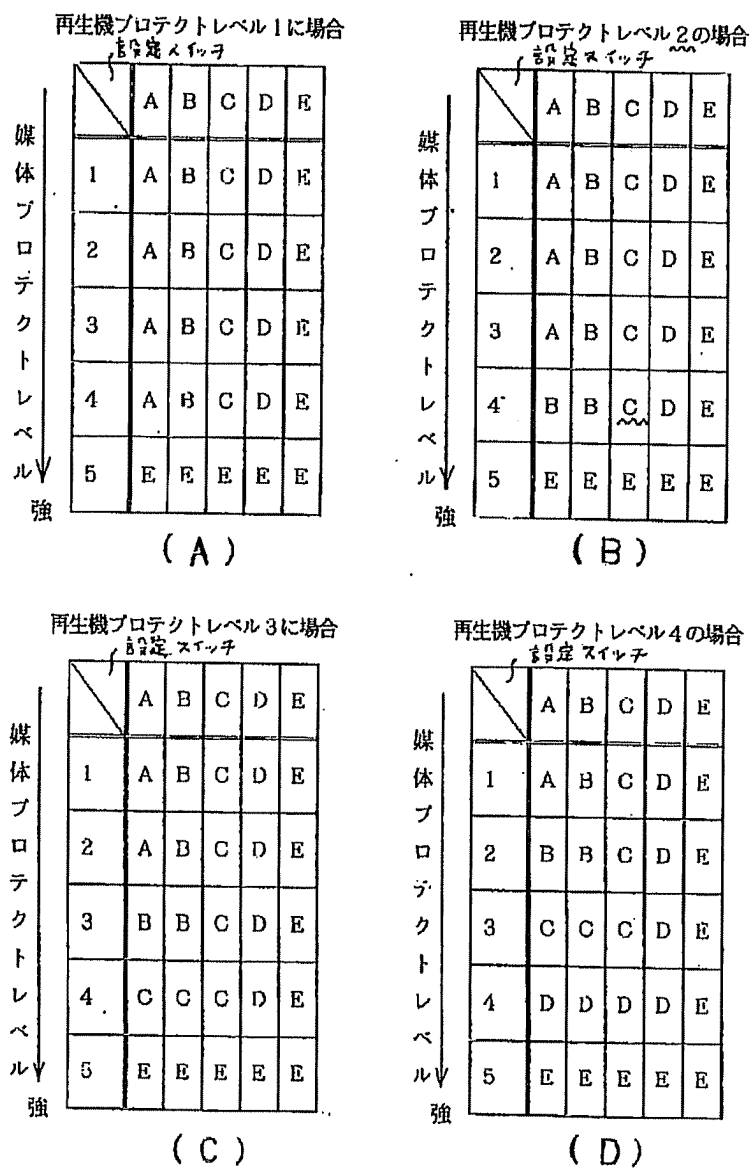 再生機プロテクトレベル1に場合
設定スイッチ
A B C D E
1 A B C D E
2 A B C D E
3 A B C D E
4 A B C D E
5 E E E E E
媒体プロテクトレベル
強
(A)
再生機プロテクトレベル2の場合
設定スイッチ
A B C D E
1 A B C D E
2 A B C D E
3 A B C D E
4 B B C D E
5 E E E E E
媒体プロテクトレベル
強
(B)
再生機プロテクトレベル3に場合
設定スイッチ
A B C D E
1 A B C D E
2 A B C D E
3 B B C D E
4 C C C D E
5 E E E E E
媒体プロテクトレベル
強
(C)
再生機プロテクトレベル4の場合
設定スイッチ
A B C D E
1 A B C D E
2 B B C D E
3 C C C D E
4 D D D D E
5 E E E E E
媒体プロテクトレベル
強
(D)